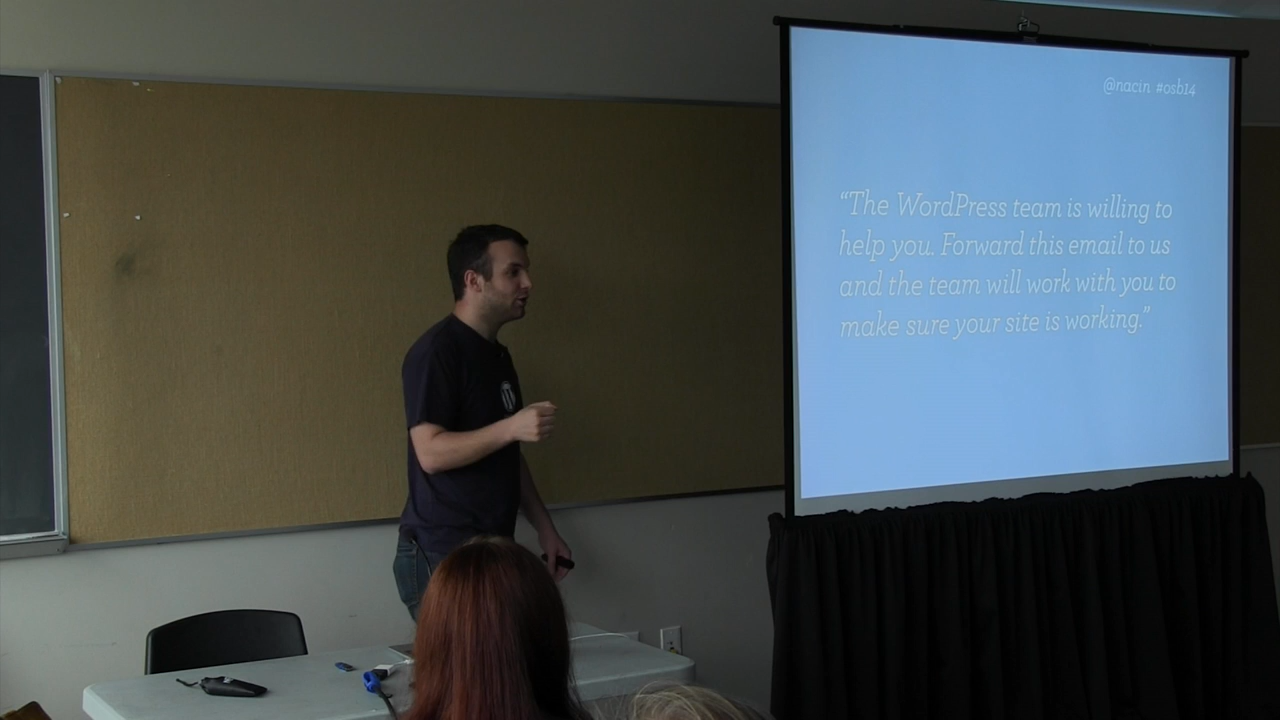 @nacin #osb14
“The WordPress team is willing to
help you. Forward this email to us
and the team will work with you to
make sure your site is working.”